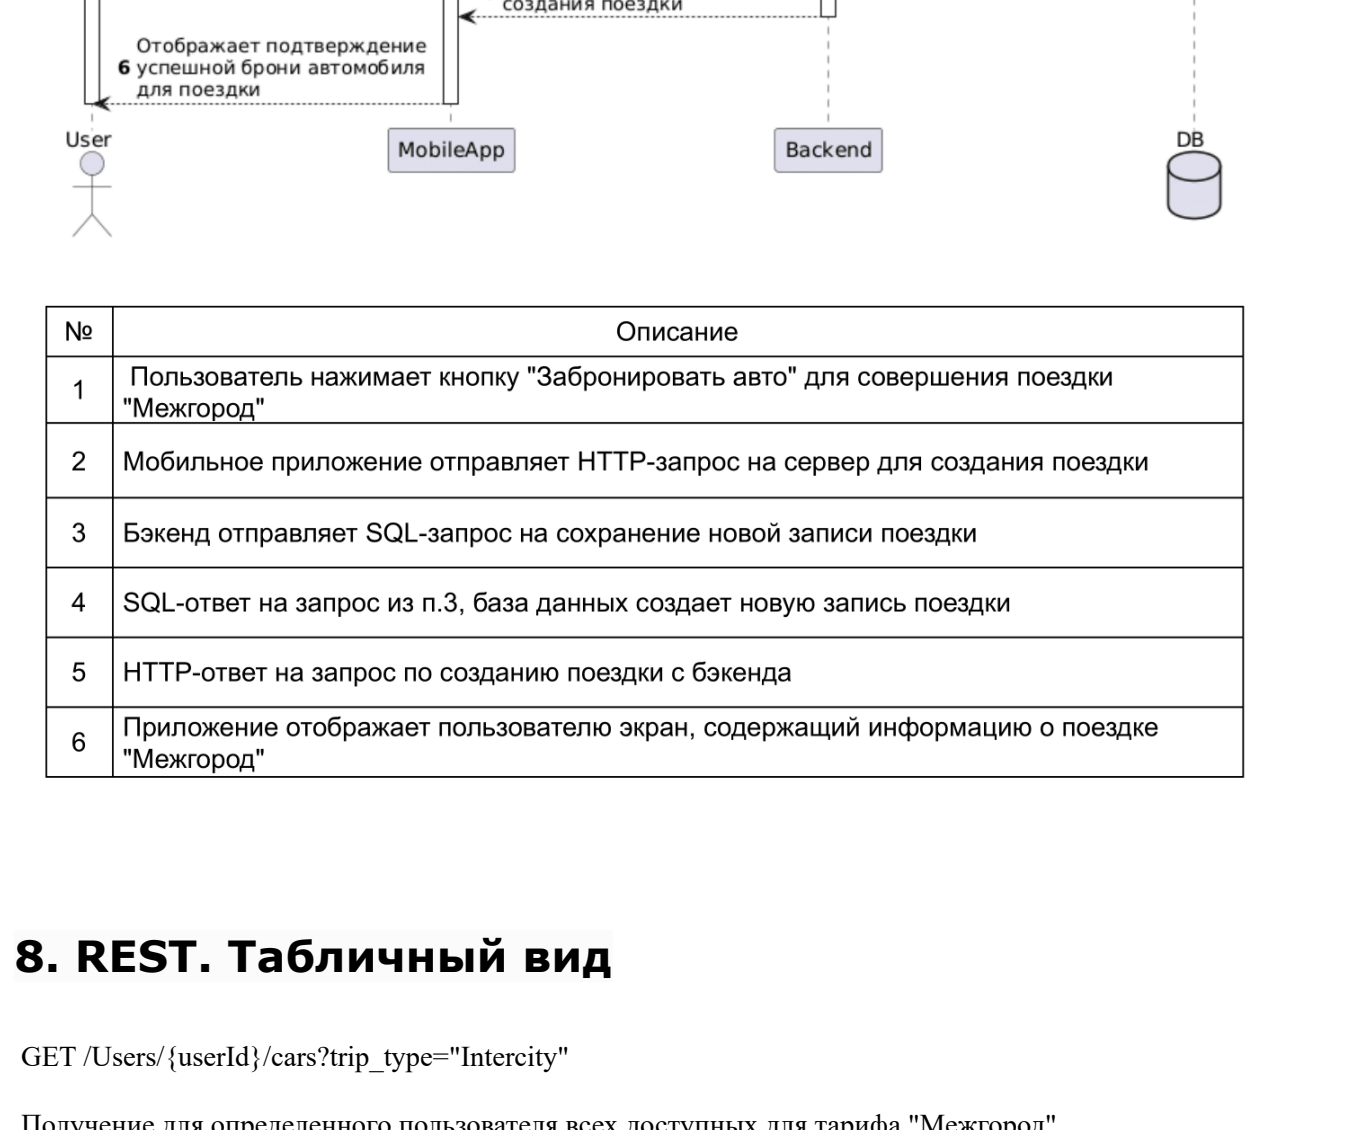 создания поездки
Отображает подтверждение
6 успешной брони автомобиля
для поездки
User
MobileApp
Backend
DB
№
Описание
1
Пользователь нажимает кнопку "Забронировать авто" для совершения поездки
"Межгород"
2
Мобильное приложение отправляет HTTP-запрос на сервер для создания поездки
3
Бэкенд отправляет SQL-запрос на сохранение новой записи поездки
4
SQL-ответ на запрос из п.3, база данных создает новую запись поездки
5
HTTP-ответ на запрос по созданию поездки с бэкенда
6
Приложение отображает пользователю экран, содержащий информацию о поездке
"Межгород"
8. REST. Табличный вид
GET /Users/{userId}/cars?trip_type="Intercity"
Получение для определенного пользователя всех доступных для тарифа "Межгород"